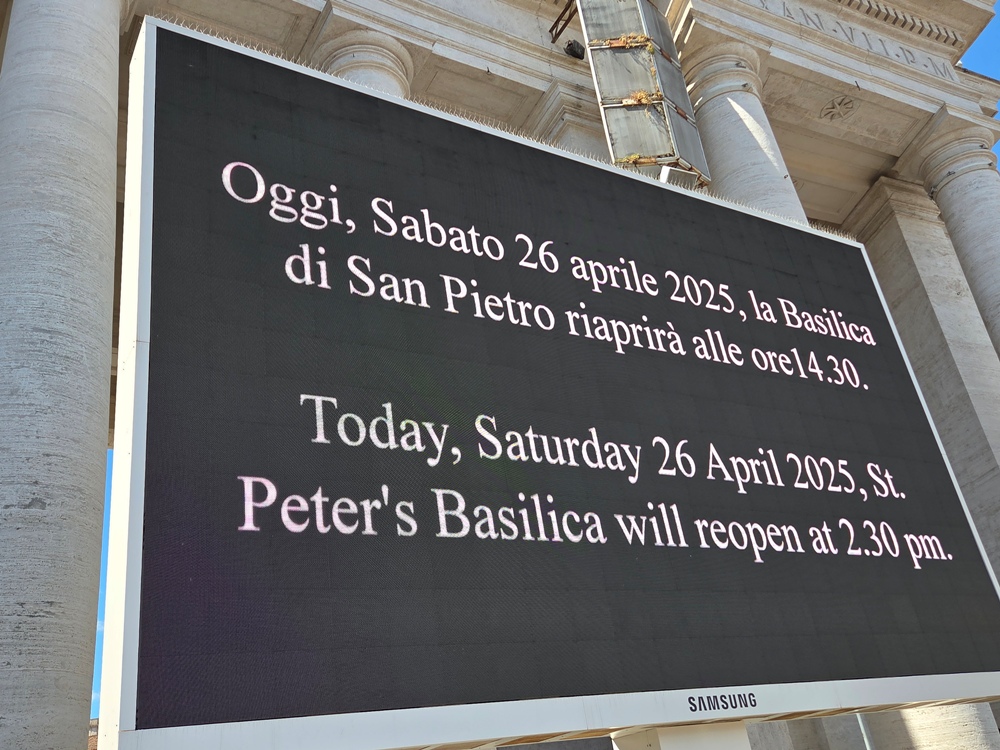 Oggi, Sabato 26 aprile 2025, la Basilica
di San Pietro riaprirà alle ore14.30.
Today, Saturday 26 April 2025, St.
Peter's Basilica will reopen at 2.30 pm.
SAMSUNG